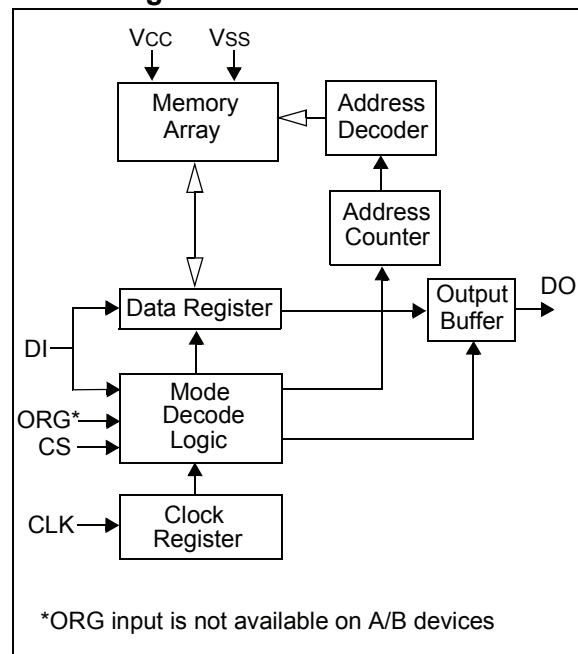 VCC VSS
Memory
Array
Address
Decoder
Address
Counter
Data Register
Output
Buffer
DO
DI
Mode
Decode
Logic
ORG*
CS
CLK
Clock
Register
*ORG input is not available on A/B devices